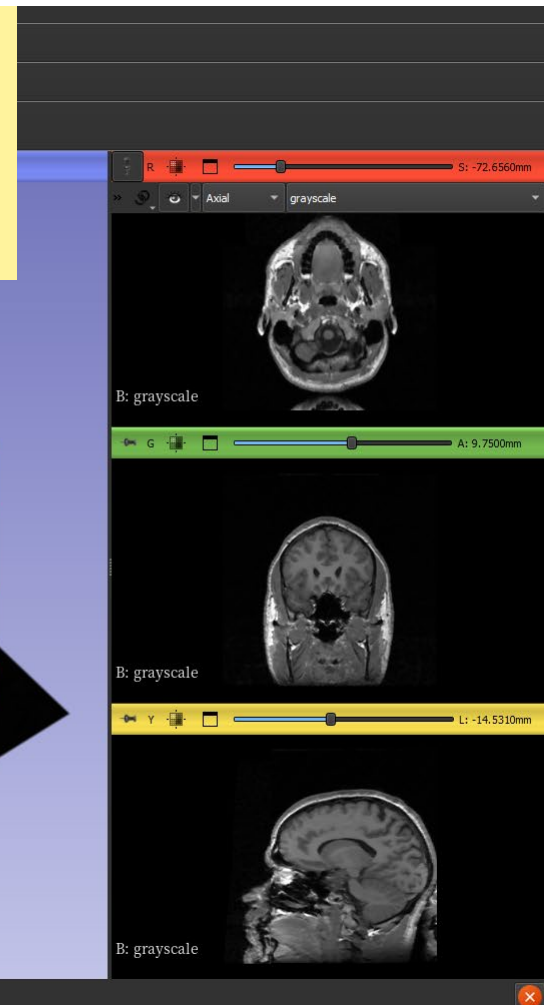 R S: -72.6560mm
» Axial grayscale
B: grayscale
G A: 9.7500mm
B: grayscale
Y L: -14.5310mm
B: grayscale